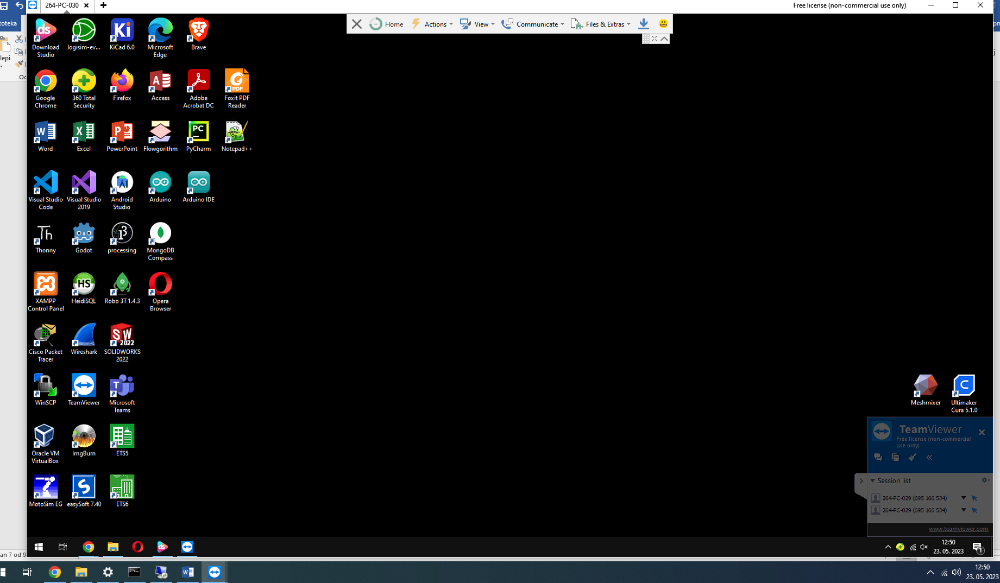 264-PC-030
Free license (non-commercial use only)
toteka
Home
Actions
View
Communicate
Files & Extras
lepi
Download
Studio
logisim-ev...
KiCad 6.0
Microsoft
Edge
Brave
Google
Chrome
360 Total
Security
Firefox
Access
Adobe
Acrobat DC
Foxit PDF
Reader
Word
Excel
PowerPoint
Flowgorithm
PyCharm
Notepad++
Visual Studio
Code
Visual Studio
2019
Android
Studio
Arduino
Arduino IDE
Thonny
Godot
processing
MongoDB
Compass
XAMPP
Control Panel
HeidiSQL
Robo 3T 1.4.3
Opera
Browser
Cisco Packet
Tracer
Wireshark
SOLIDWORKS
2022
WinSCP
TeamViewer
Microsoft
Teams
Meshmixer
Ultimaker
Cura 5.1.0
Oracle VM
VirtualBox
ImgBurn
ETS5
MotoSim EG
easySoft 7.40
ETS6
TeamViewer
Free license (non-commercial
use only)
Session list
264-PC-029 (695 166 534)
264-PC-029 (695 166 534)
www.teamviewer.com
12:50
23. 05. 2023
1
an 7 od 9
12:50
23. 05. 2023